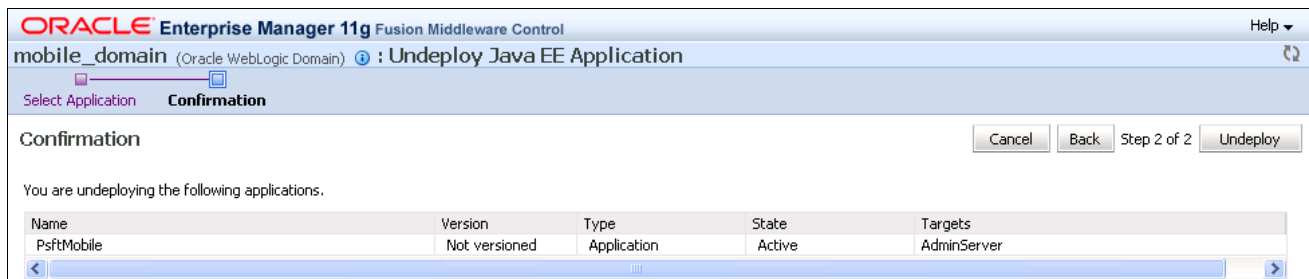 ORACLE Enterprise Manager 11g Fusion Middleware Control Help
mobile_domain (Oracle WebLogic Domain) i : Undeploy Java EE Application
Select Application Confirmation
Confirmation Cancel Back Step 2 of 2 Undeploy
You are undeploying the following applications.
Name Version Type State Targets
PsftMobile Not versioned Application Active AdminServer